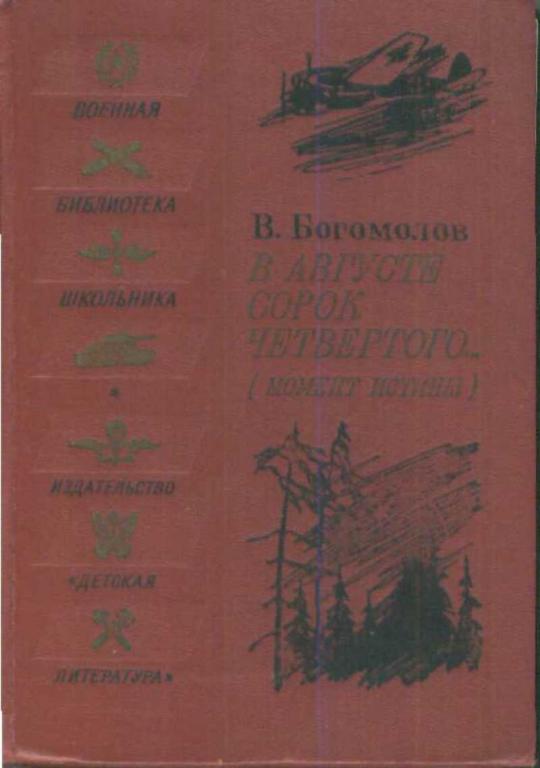 ВОЕННАЯ
БИБЛИОТЕКА
ШКОЛЬНИКА
ИЗДАТЕЛЬСТВО
«ДЕТСКАЯ
ЛИТЕРАТУРА»
В. Богомолов
В АВГУСТЕ
СОРОК
ЧЕТВЕРТОГО...
(МОМЕНТ ИСТИНЫ)